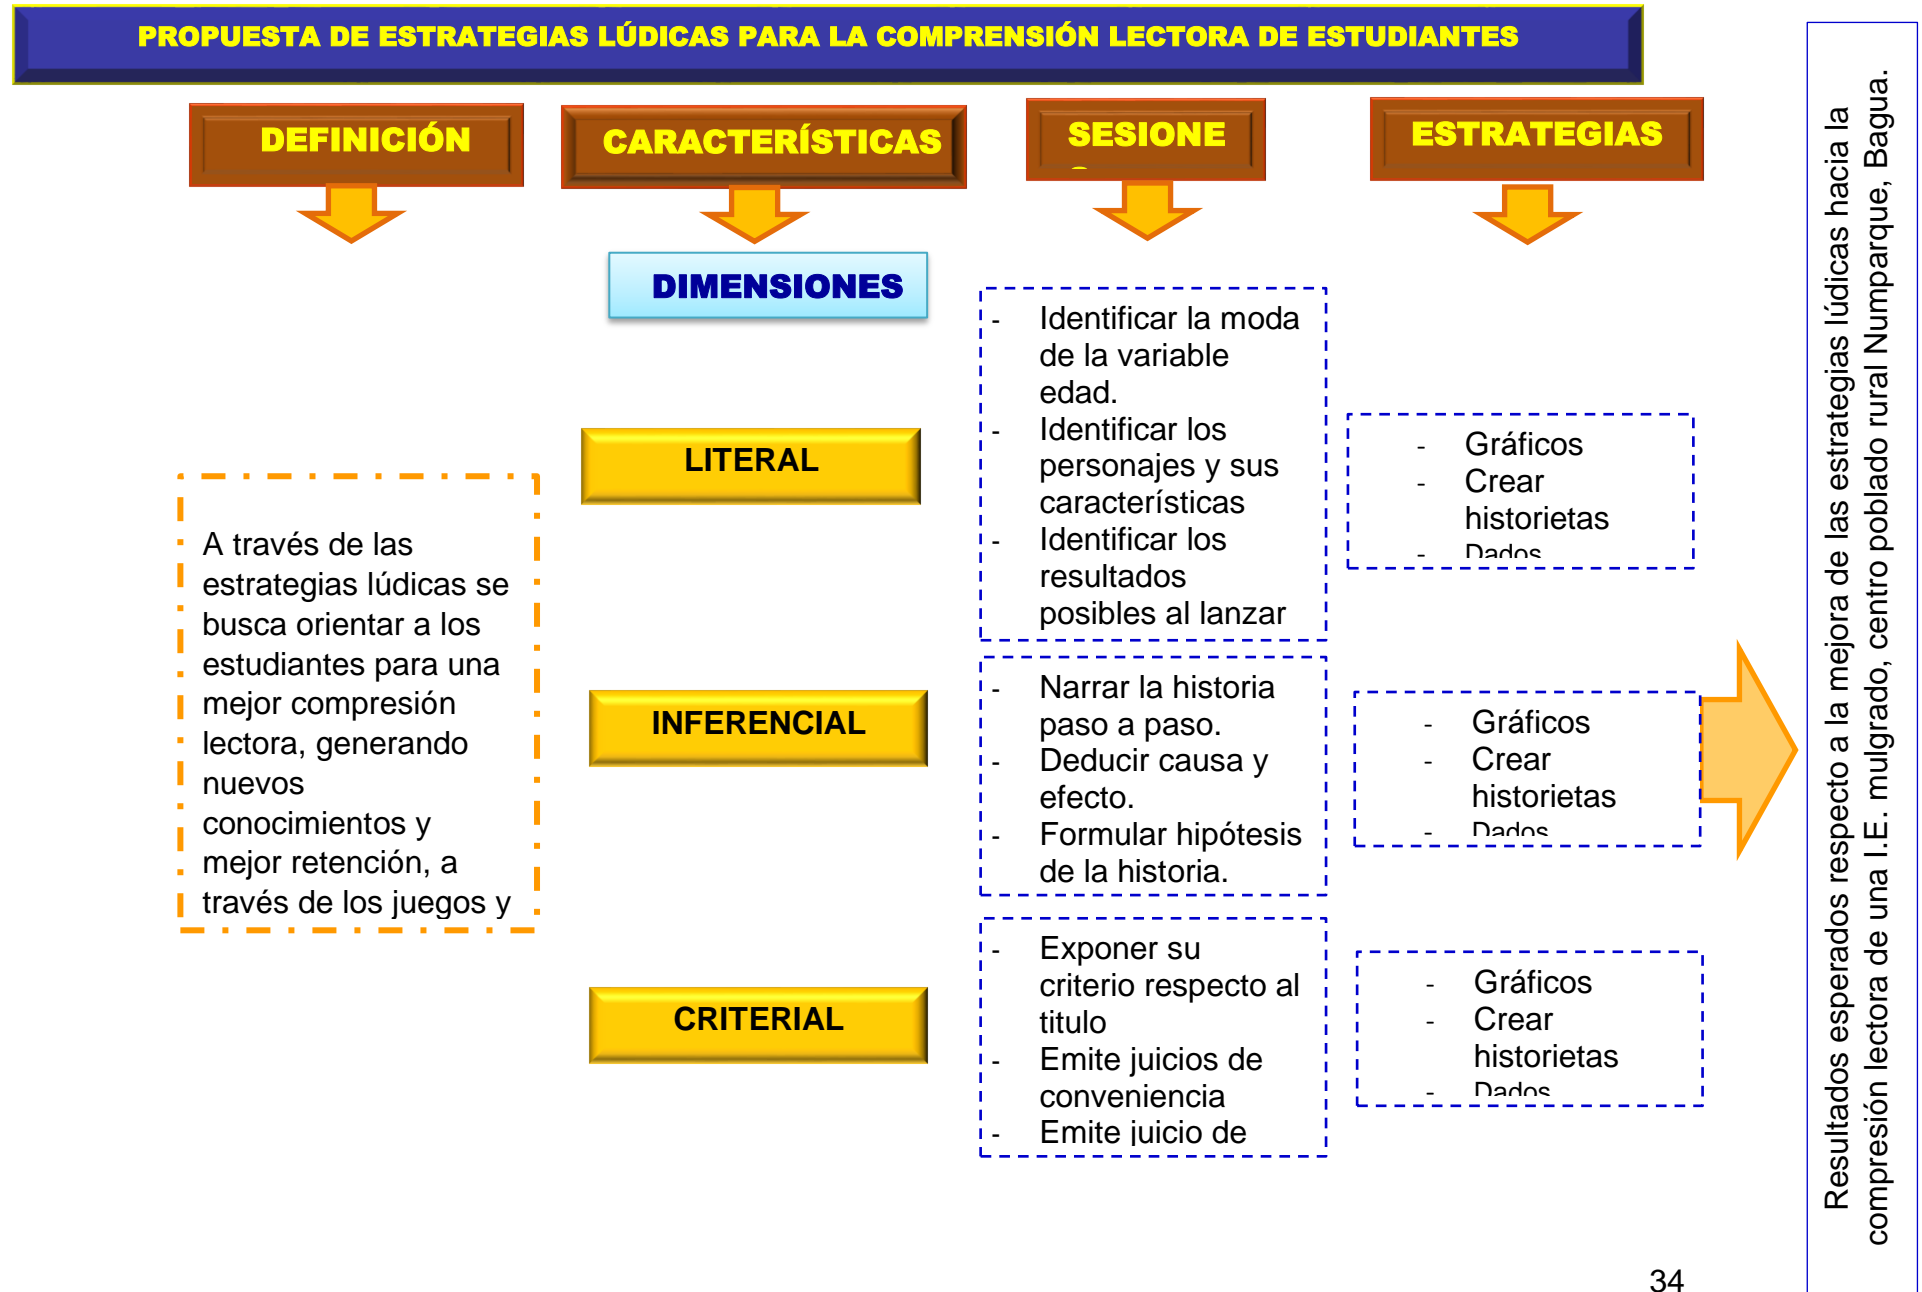 PROPUESTA DE ESTRATEGIAS LÚDICAS PARA LA COMPRENSIÓN LECTORA DE ESTUDIANTES
DEFINICIÓN
CARACTERÍSTICAS
SESIONE
ESTRATEGIAS
DIMENSIONES
A través de las
estrategias lúdicas se
busca orientar a los
estudiantes para una
mejor compresión
lectora, generando
nuevos
conocimientos y
mejor retención, a
través de los juegos y
LITERAL
- Identificar la moda
de la variable
edad.
- Identificar los
personajes y sus
características
- Identificar los
resultados
posibles al lanzar
- Gráficos
- Crear
historietas
- Dados
INFERENCIAL
- Narrar la historia
paso a paso.
- Deducir causa y
efecto.
- Formular hipótesis
de la historia.
- Gráficos
- Crear
historietas
- Dados
CRITERIAL
- Exponer su
criterio respecto al
titulo
- Emite juicios de
conveniencia
- Emite juicio de
- Gráficos
- Crear
historietas
- Dados
Resultados esperados respecto a la mejora de las estrategias lúdicas hacia la
compresión lectora de una I.E. mulgrado, centro poblado rural Numparque, Bagua.
34